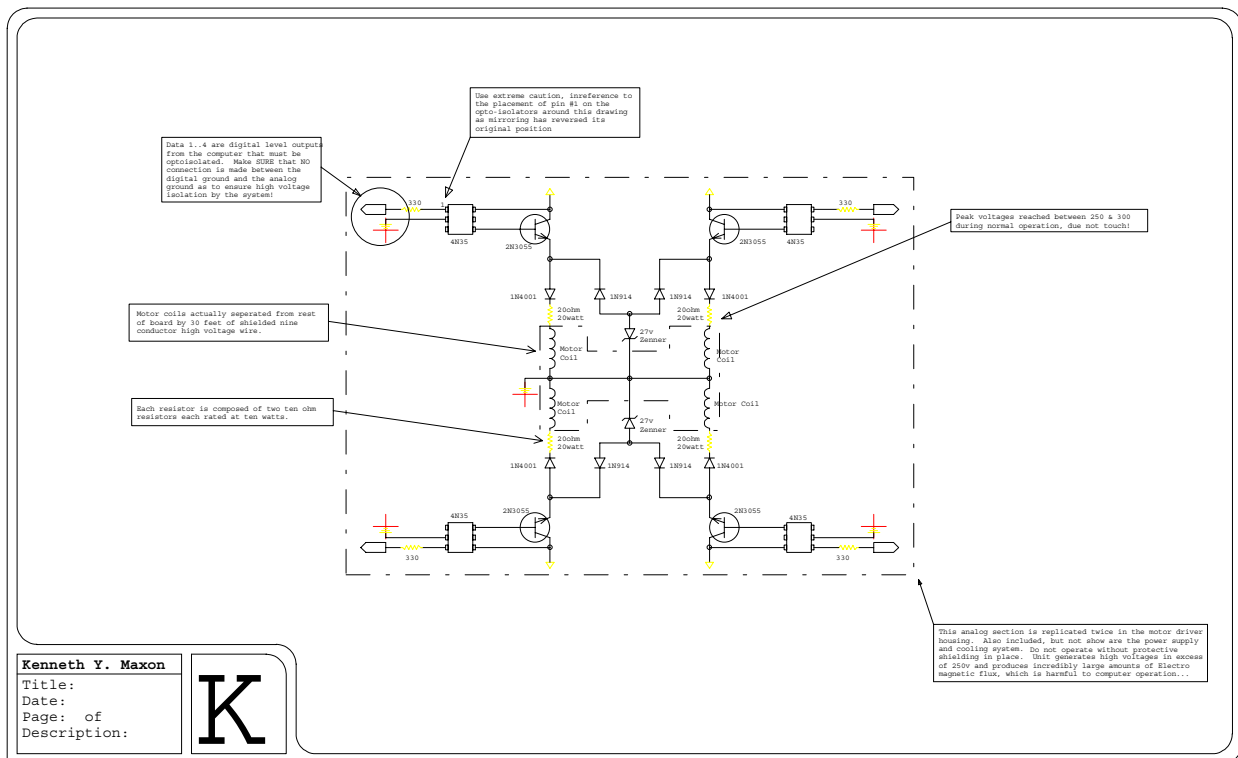 Use extreme caution, inreference to
the placement of pin #1 on the
opto-isolators around this drawing
as mirroring has reversed its
original position
Data 1..4 are digital level outputs
from the computer that must be
optoisolated. Make SURE that NO
connection is made between the
digital ground and the analog
ground as to ensure high voltage
isolation by the system!
330
1
4N35
2N3055
2N3055
4N35
330
Peak voltages reached between 250 & 300
during normal operation, due not touch!
1N4001
1N914
1N914
1N4001
Motor coils actually seperated from rest
of board by 30 feet of shielded nine
conductor high voltage wire.
20ohm
20watt
20ohm
20watt
27v
Zenner
Motor
Coil
Motor
Coil
Each resistor is composed of two ten ohm
resistors each rated at ten watts.
Motor
Coil
Motor Coil
27v
Zenner
20ohm
20watt
20ohm
20watt
1N4001
1N914
1N914
1N4001
4N35
2N3055
2N3055
4N35
330
330
This analog section is replicated twice in the motor driver
housing. Also included, but not show are the power supply
and cooling system. Do not operate without protective
shielding in place. Unit generates high voltages in excess
of 250v and produces incredibly large amounts of Electro
magnetic flux, which is harmful to computer operation...
Kenneth Y. Maxon
Title:
Date:
Page: of
Description:
K